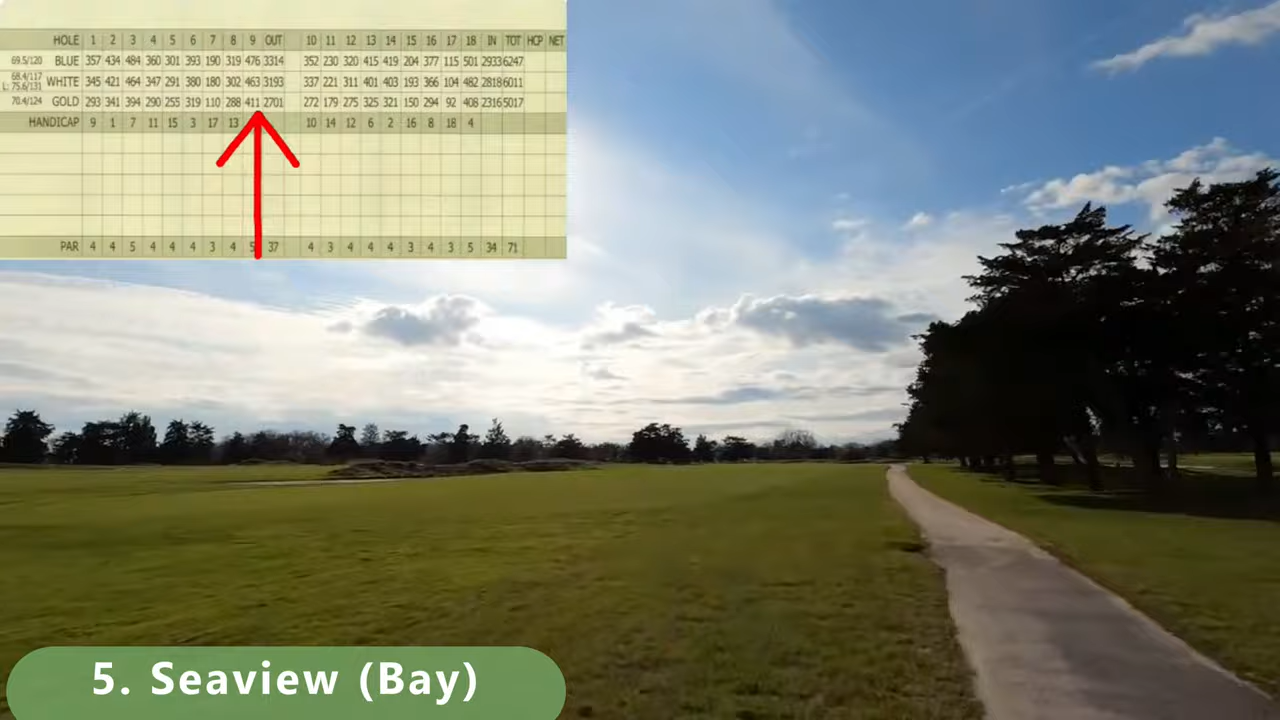 HOLE 1 2 3 4 5 6 7 8 9 OUT 10 11 12 13 14 15 16 17 18 IN TOT HCP NET
69.5/120 BLUE 357 434 484 360 301 393 190 319 476 3314 352 230 320 415 419 204 377 115 501 2933 6247
68.4/117
L: 75.6/131 WHITE 345 421 464 347 291 380 180 302 463 3193 337 221 311 401 403 193 366 104 482 2818 6011
70.4/124 GOLD 293 341 394 290 255 319 110 288 411 2701 272 179 275 325 321 150 294 92 408 2316 5017
HANDICAP 9 1 7 11 15 3 17 13 10 14 12 6 2 16 8 18 4
PAR 4 4 5 4 4 4 3 4 5 37 4 3 4 4 4 3 4 3 5 34 71
5. Seaview (Bay)